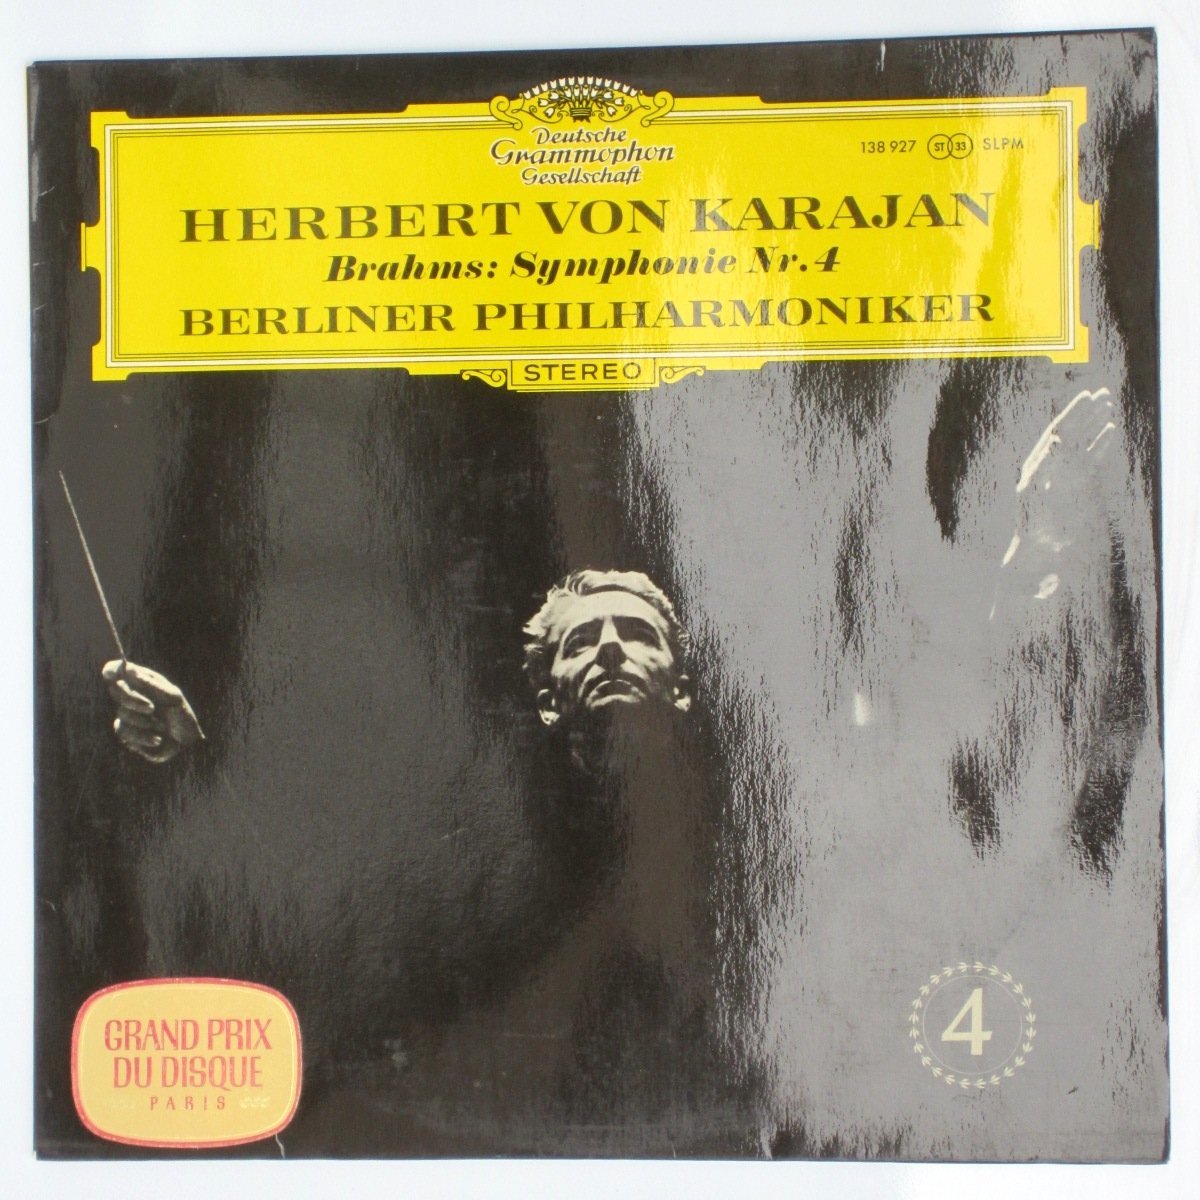 Deutsche
Grammophon
Gesellschaft
138 927 ST 33 SLPM
HERBERT VON KARAJAN
Brahms: Symphonie Nr. 4
BERLINER PHILHARMONIKER
STEREO
GRAND PRIX
DU DISQUE
PARIS
4